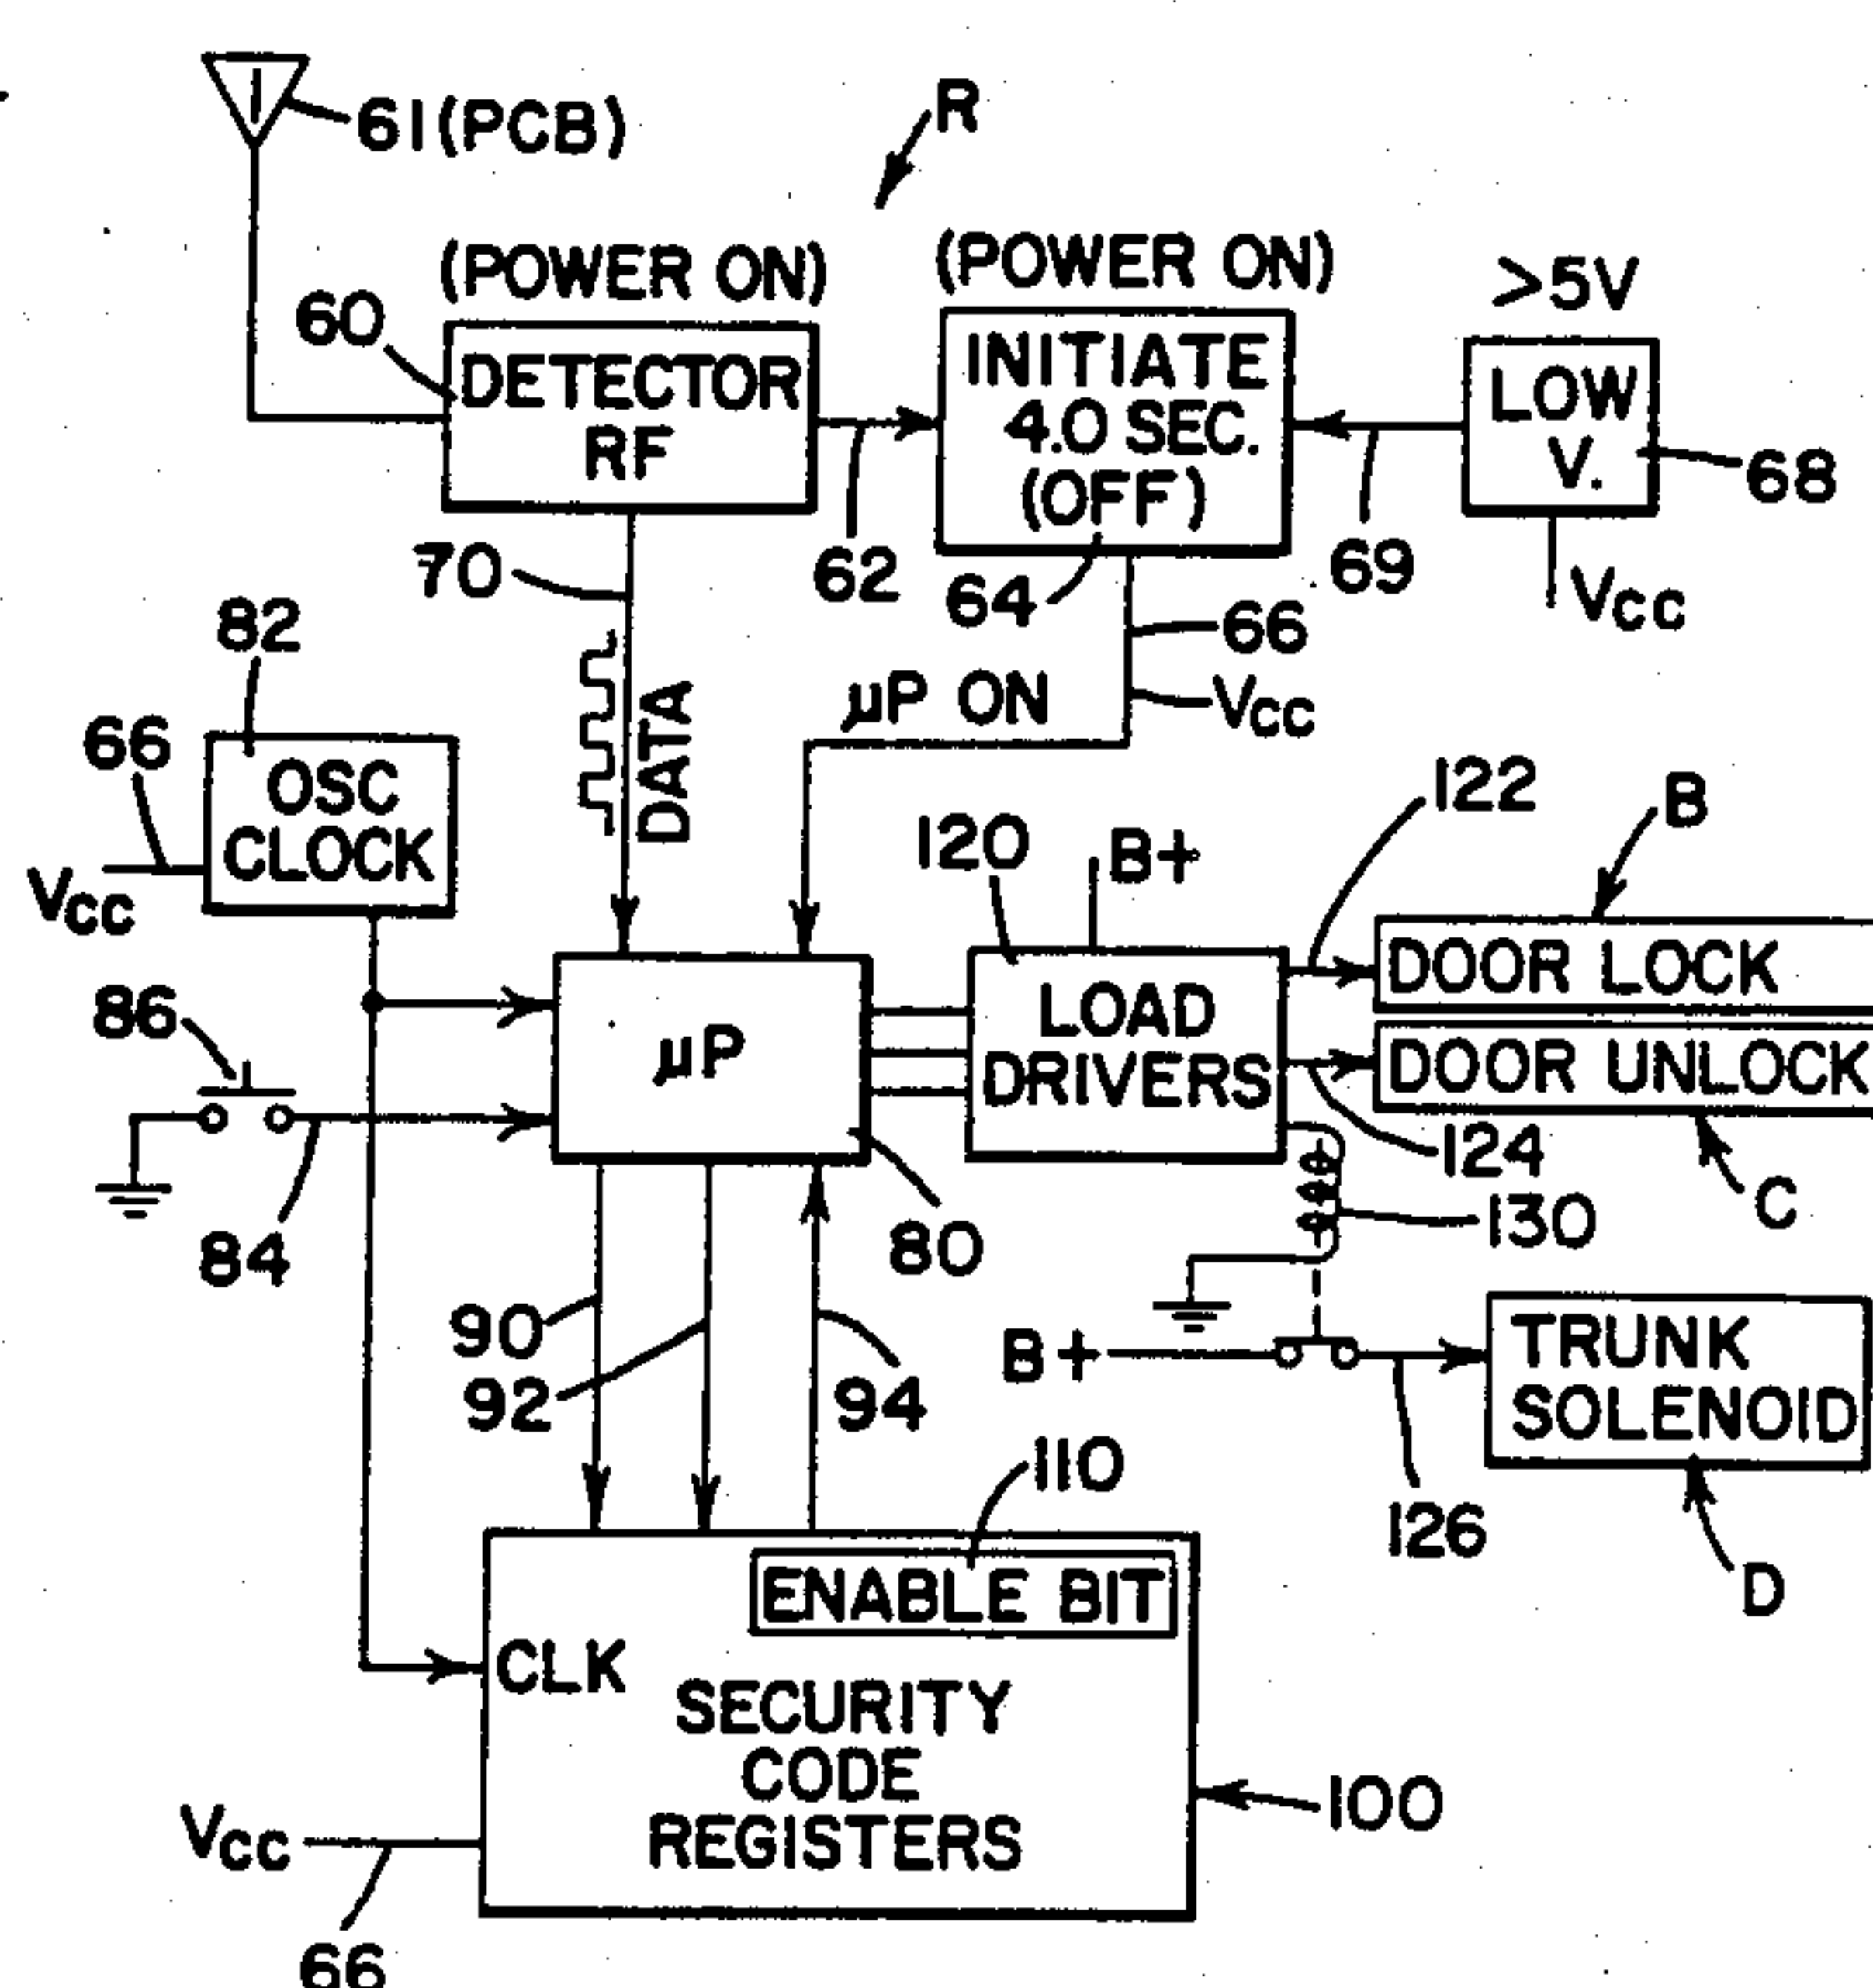 61(PCB)
R
(POWER ON)
(POWER ON)
>5V
60
DETECTOR
RF
INITIATE
4.0 SEC.
(OFF)
LOW
V.
68
70
62
64
69
Vcc
82
66
µP ON
Vcc
DATA
66
OSC
CLOCK
Vcc
120
B+
122
B
86
µP
LOAD
DRIVERS
DOOR LOCK
DOOR UNLOCK
124
C
130
84
80
90
92
94
B+
TRUNK
SOLENOID
110
126
D
ENABLE BIT
CLK
SECURITY
CODE
REGISTERS
100
Vcc
66